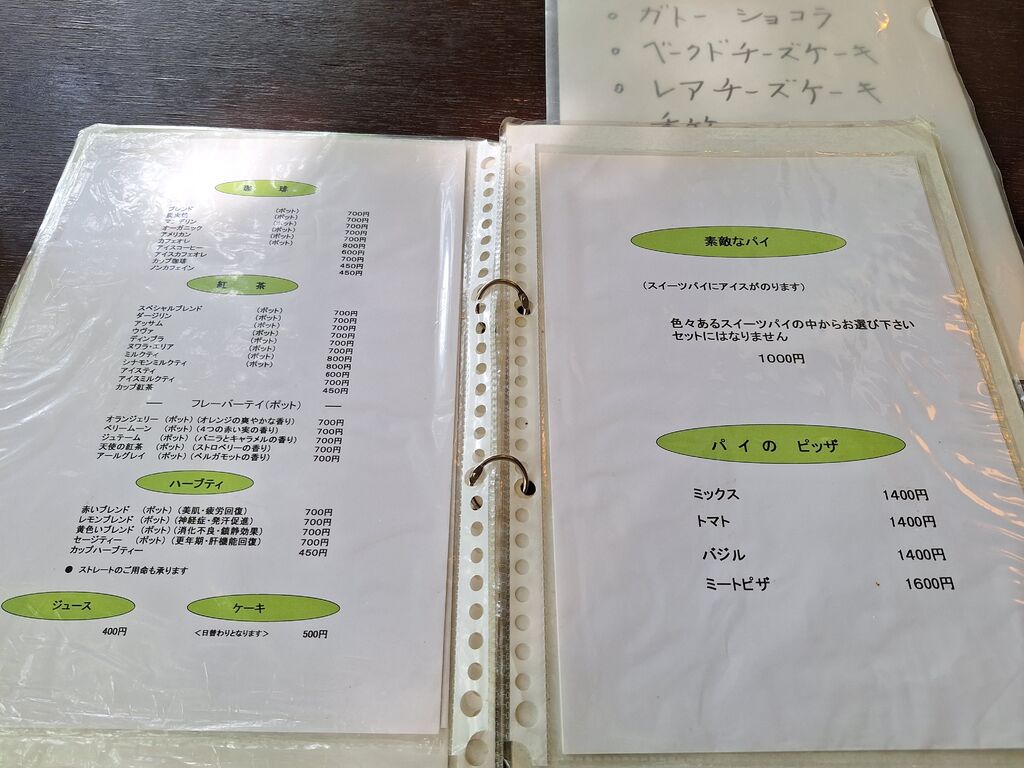 ガトー ショコラ
ベークドチーズケーキ
レアチーズケーキ
珈 琲
ブレンド (ポット) 700円
炭火焼 (ポット) 700円
マンデリン (ポット) 700円
オーガニック (ポット) 700円
アメリカン (ポット) 700円
カフェオレ (ポット) 800円
アイスコーヒー 600円
アイスカフェオレ 700円
カップ珈琲 450円
ノンカフェイン 450円
紅 茶
スペシャルブレンド (ポット) 700円
ダージリン (ポット) 700円
アッサム (ポット) 700円
ウヴァ (ポット) 700円
ディンブラ (ポット) 700円
ヌワラ・エリア (ポット) 700円
ミルクティ (ポット) 800円
シナモンミルクティ (ポット) 800円
アイスティ 600円
アイスミルクティ 700円
カップ紅茶 450円
― フレーバーティ(ポット) ―
オランジェリー (ポット) (オレンジの爽やかな香り) 700円
ベリームーン (ポット) (4つの赤い実の香り) 700円
ジュテーム (ポット) (バニラとキャラメルの香り) 700円
天使の紅茶 (ポット) (ストロベリーの香り) 700円
アールグレイ (ポット) (ベルガモットの香り) 700円
ハーブティ
赤いブレンド (ポット) (美肌・疲労回復) 700円
レモンブレンド (ポット) (神経症・発汗促進) 700円
黄色いブレンド (ポット) (消化不良・鎮静効果) 700円
セージティー (ポット) (更年期・肝機能回復) 700円
カップハーブティー 450円
● ストレートのご用命も承ります
ジュース
400円
ケーキ
<日替わりとなります> 500円
素敵なパイ
(スイーツパイにアイスがのります)
色々あるスイーツパイの中からお選び下さい
セットにはなりません
1000円
パイの ピッザ
ミックス 1400円
トマト 1400円
バジル 1400円
ミートピザ 1600円